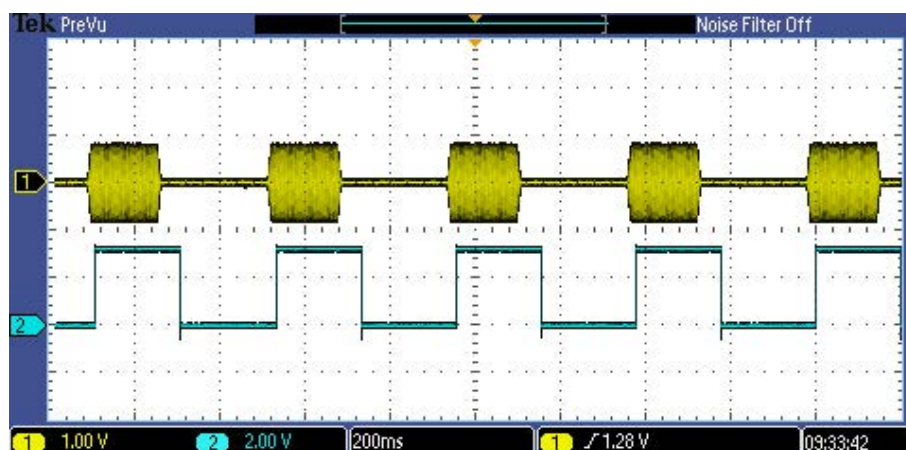 Tek PreVu Noise Filter Off
1
2
1 1.00 V 2 2.00 V 200ms 1 1.28 V 09:33:42